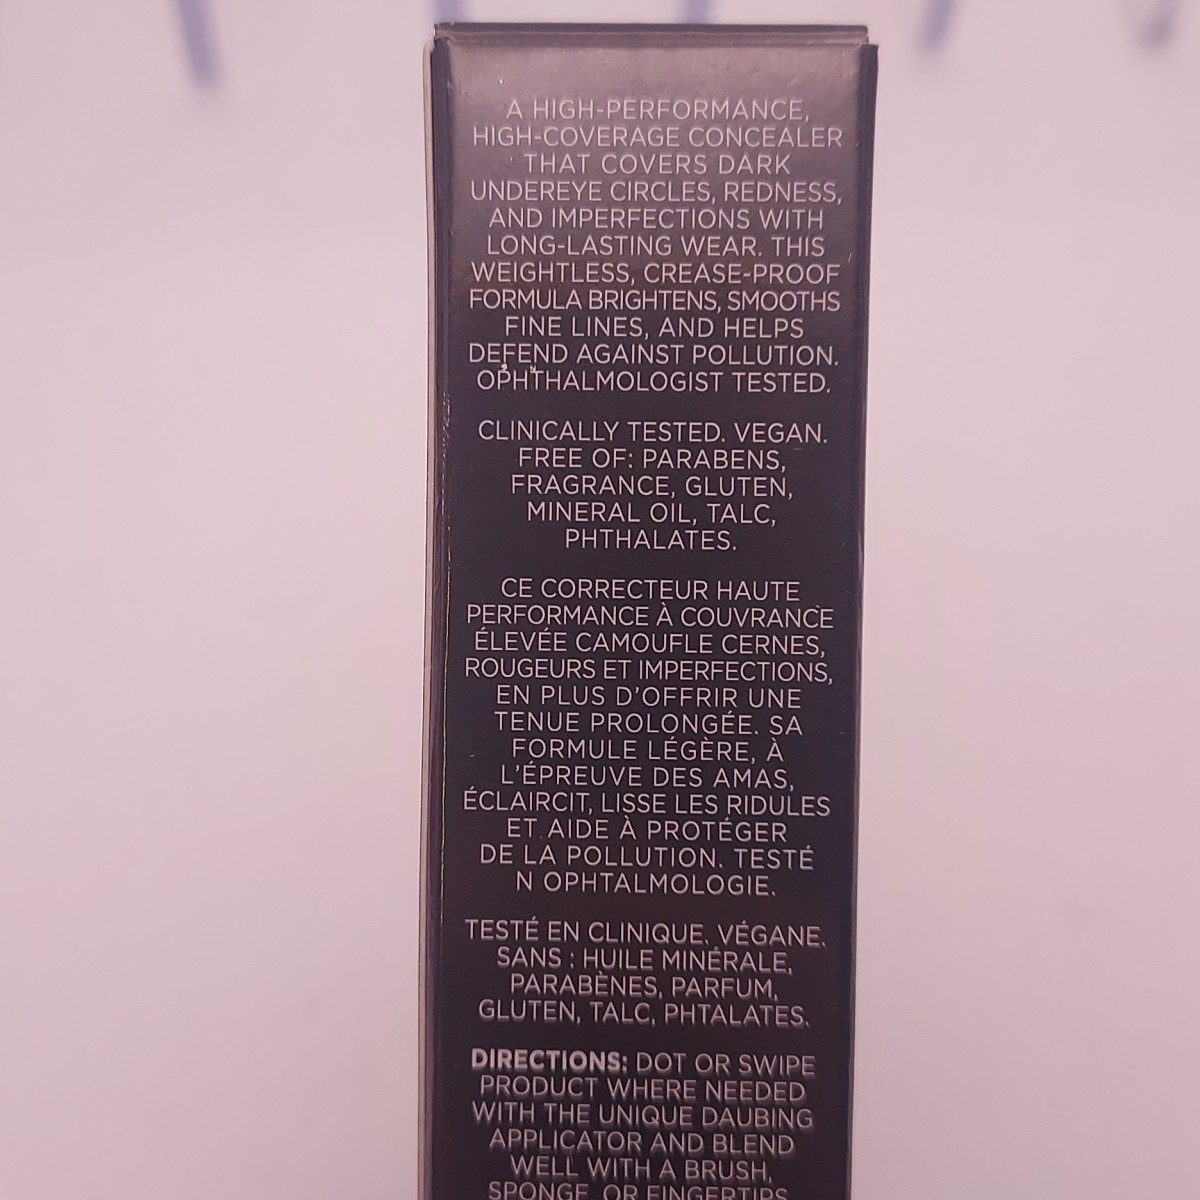 A HIGH-PERFORMANCE,
HIGH-COVERAGE CONCEALER
THAT COVERS DARK
UNDEREYE CIRCLES, REDNESS,
AND IMPERFECTIONS WITH
LONG-LASTING WEAR. THIS
WEIGHTLESS, CREASE-PROOF
FORMULA BRIGHTENS, SMOOTHS
FINE LINES, AND HELPS
DEFEND AGAINST POLLUTION.
OPHTHALMOLOGIST TESTED.
CLINICALLY TESTED. VEGAN.
FREE OF: PARABENS,
FRAGRANCE, GLUTEN,
MINERAL OIL, TALC,
PHTHALATES.
CE CORRECTEUR HAUTE
PERFORMANCE À COUVRANCE
ÉLEVÉE CAMOUFLE CERNES,
ROUGEURS ET IMPERFECTIONS,
EN PLUS D'OFFRIR UNE
TENUE PROLONGÉE. SA
FORMULE LÉGÈRE, À
L'ÉPREUVE DES AMAS,
ÉCLAIRCIT, LISSE LES RIDULES
ET AIDE À PROTÉGER
DE LA POLLUTION. TESTÉ
N OPHTALMOLOGIE.
TESTÉ EN CLINIQUE. VÉGANE.
SANS : HUILE MINÉRALE,
PARABÈNES, PARFUM,
GLUTEN, TALC, PHTALATES.
DIRECTIONS: DOT OR SWIPE
PRODUCT WHERE NEEDED
WITH THE UNIQUE DAUBING
APPLICATOR AND BLEND
WELL WITH A BRUSH,
SPONGE, OR FINGERTIPS